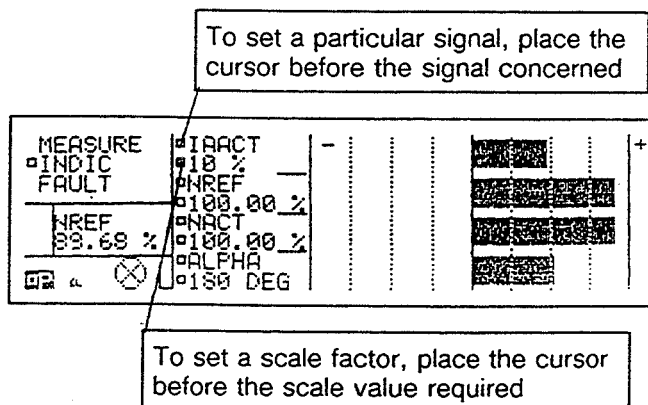 To set a particular signal, place the
cursor before the signal concerned
MEASURE
INDIC
FAULT
NREF
99.69 %
IAACT
10 %
NREF
100.00 %
NACT
100.00 %
ALPHA
180 DEG
- +
To set a scale factor, place the cursor
before the scale value required